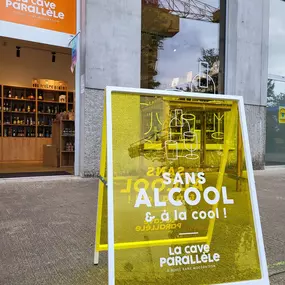 LA CAVE
PARALLÈLE
SANS
ALCOOL
& à la cool !
LA CAVE
PARALLÈLE